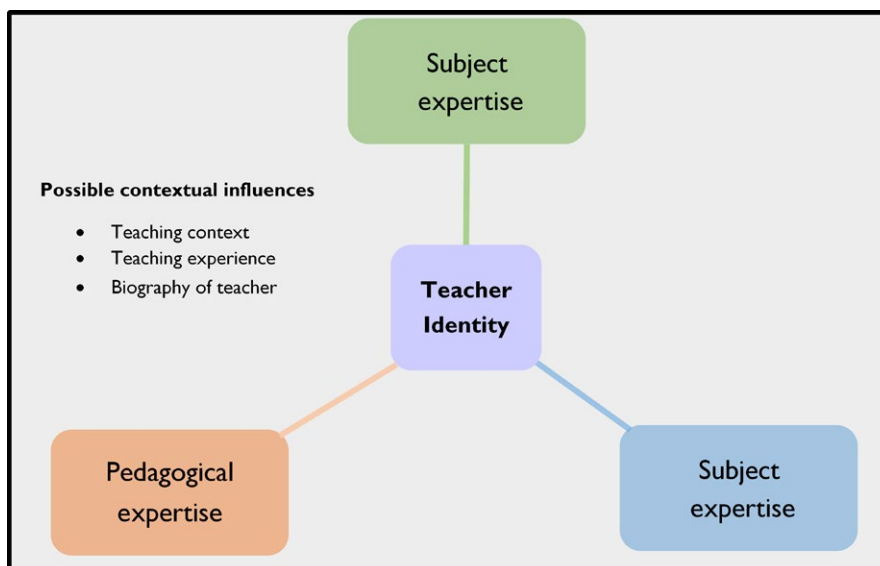 Subject
expertise
Possible contextual influences
• Teaching context
• Teaching experience
• Biography of teacher
Teacher
Identity
Pedagogical
expertise
Subject
expertise